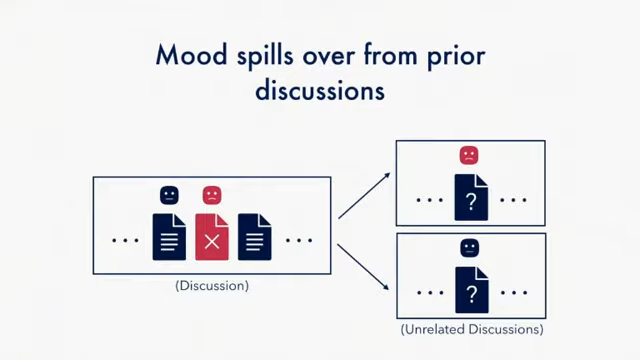 Mood spills over from prior
discussions
... ...
... ? ...
(Discussion)
... ? ...
(Unrelated Discussions)